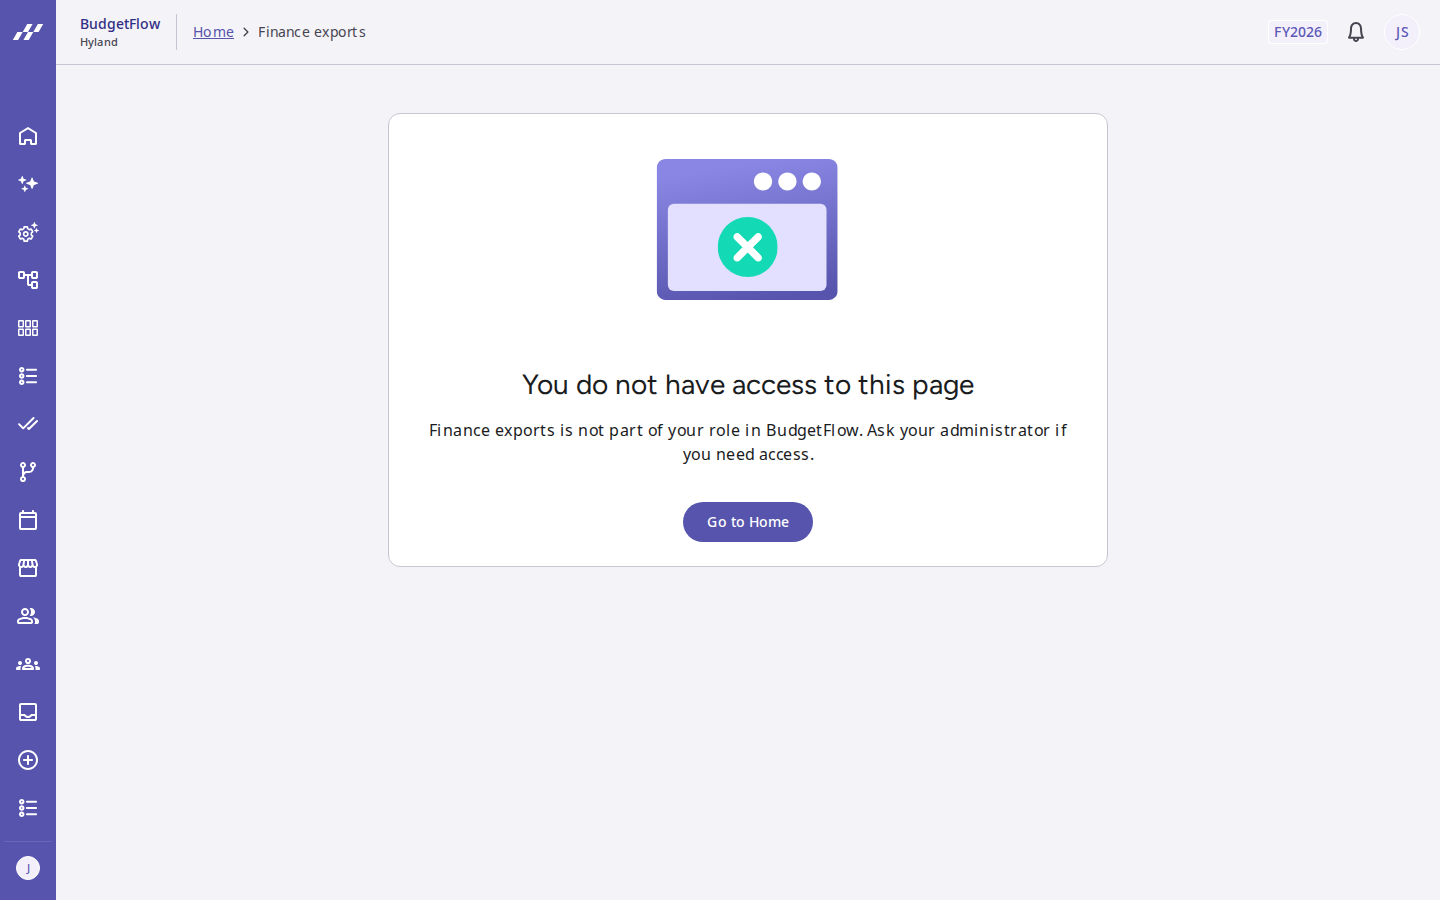 BudgetFlow
Hyland
Home > Finance exports
FY2026
JS
You do not have access to this page
Finance exports is not part of your role in BudgetFlow. Ask your administrator if
you need access.
Go to Home
J